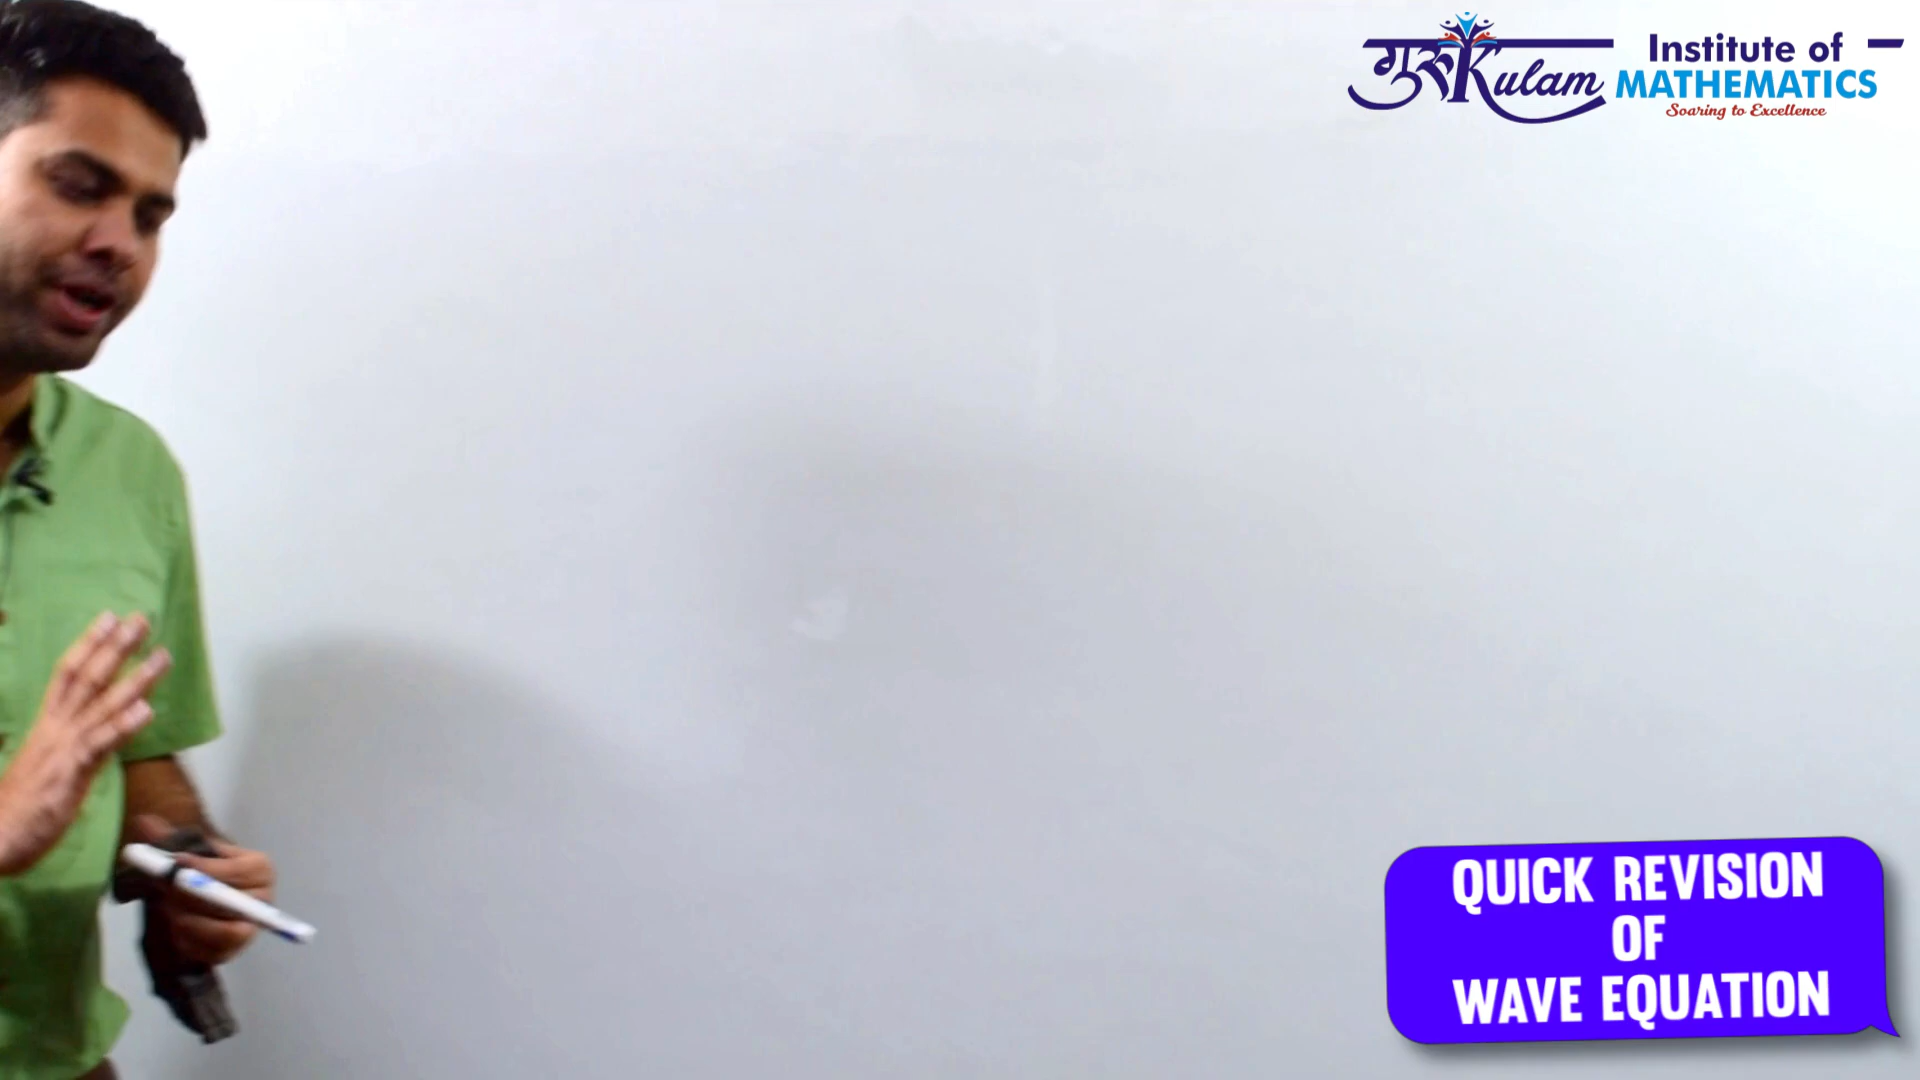 गुरुKulam
Institute of
MATHEMATICS
Soaring to Excellence
QUICK REVISION
OF
WAVE EQUATION